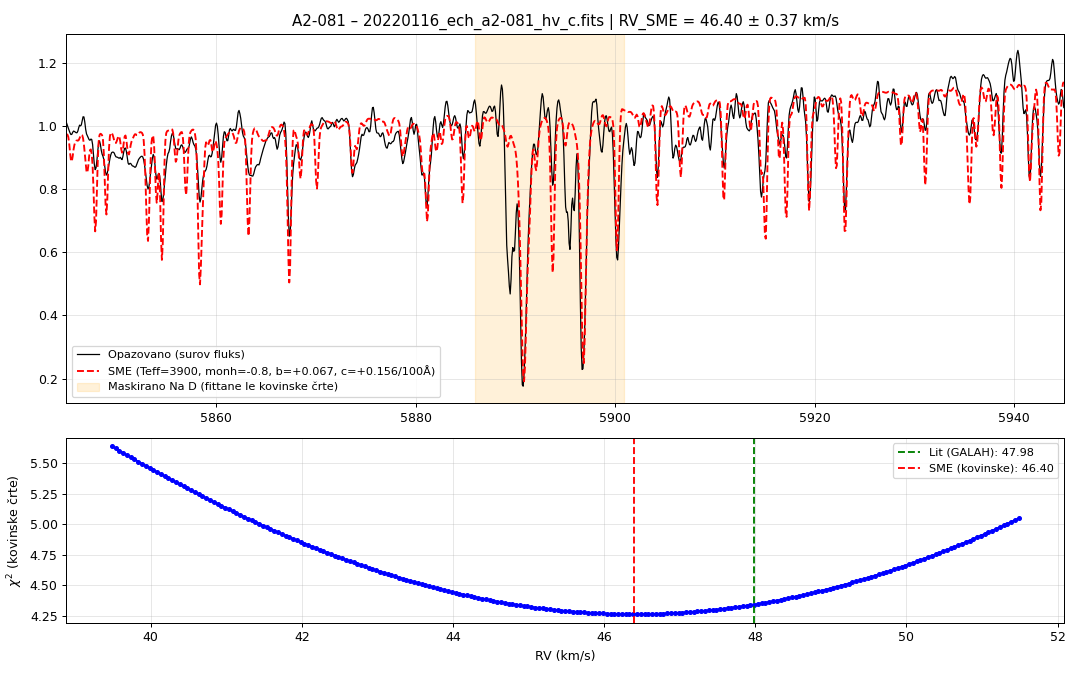 A2-081 – 20220116_ech_a2-081_hv_c.fits | RV_SME = 46.40 ± 0.37 km/s
1.2
1.0
0.8
0.6
0.4
0.2
Opazovano (surov fluks)
SME (Teff=3900, monh=-0.8, b=+0.067, c=+0.156/100Å)
Maskirano Na D (fittane le kovinske črte)
5860 5880 5900 5920 5940
χ² (kovinske črte)
5.50
5.25
5.00
4.75
4.50
4.25
Lit (GALAH): 47.98
SME (kovinske): 46.40
40 42 44 46 48 50 52
RV (km/s)